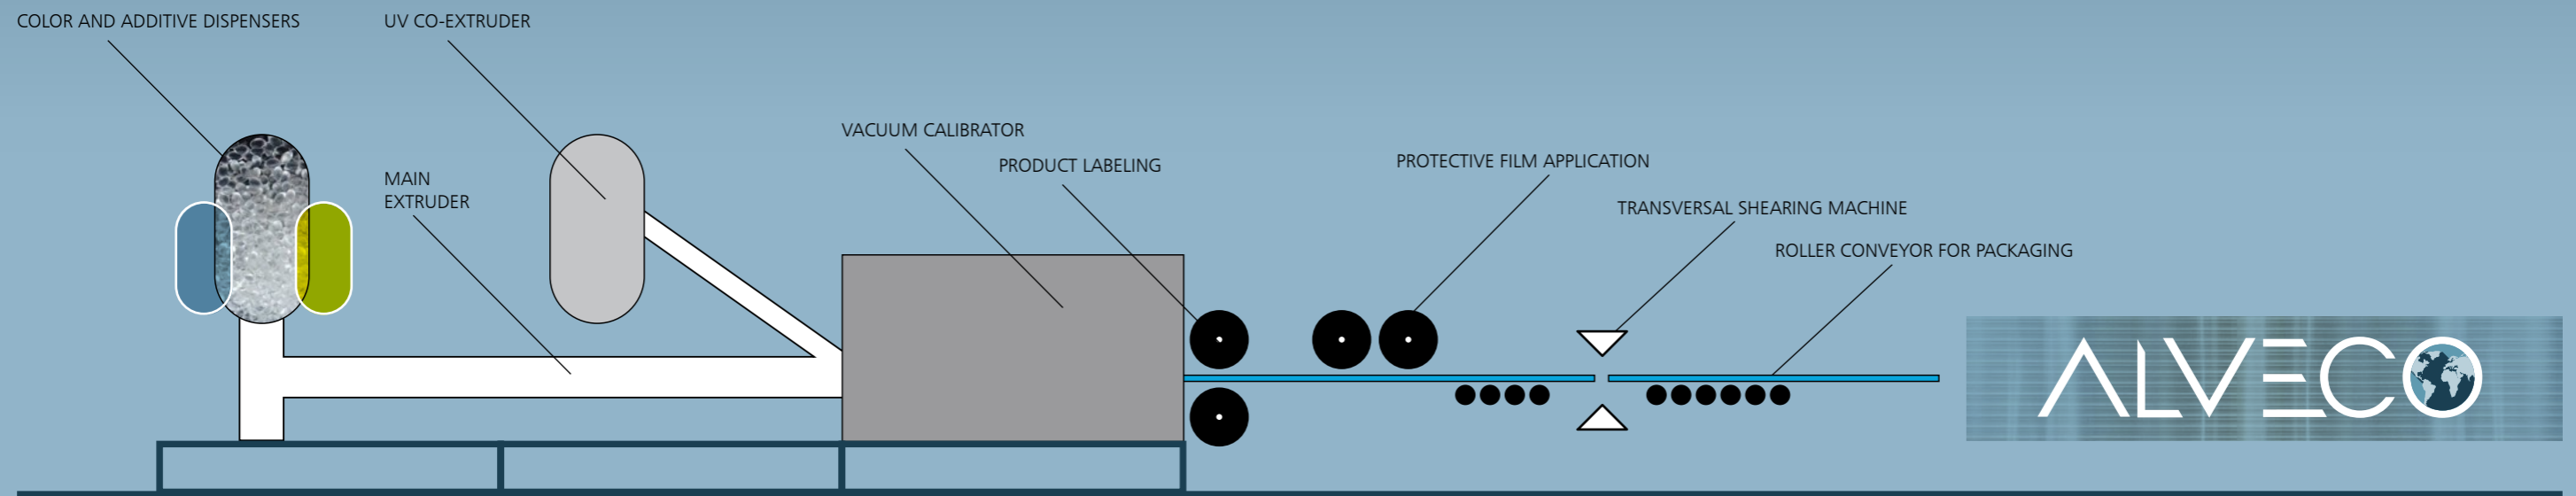 COLOR AND ADDITIVE DISPENSERS
UV CO-EXTRUDER
MAIN
EXTRUDER
VACUUM CALIBRATOR
PRODUCT LABELING
PROTECTIVE FILM APPLICATION
TRANSVERSAL SHEARING MACHINE
ROLLER CONVEYOR FOR PACKAGING
ALVECO